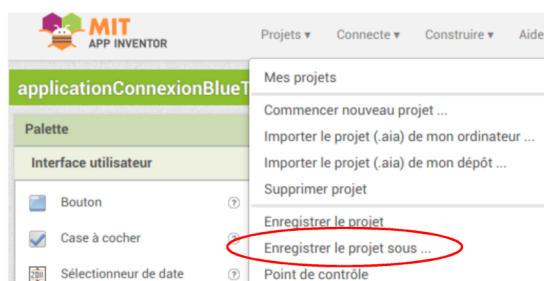 MIT
APP INVENTOR
Projets ▾ Connecte ▾ Construire ▾ Aide
applicationConnexionBlueT
Mes projets
Commencer nouveau projet ...
Importer le projet (.aia) de mon ordinateur ...
Importer le projet (.aia) de mon dépôt ...
Supprimer projet
Enregistrer le projet
Enregistrer le projet sous ...
Point de contrôle
Palette
Interface utilisateur
Bouton ?
Case à cocher ?
Sélectionneur de date ?